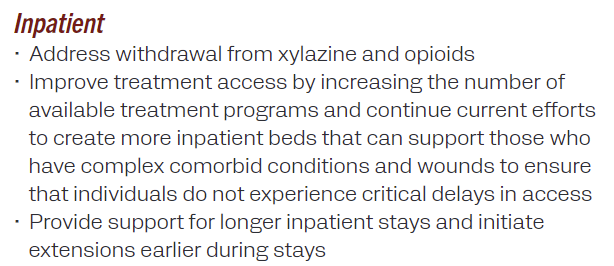 Inpatient
· Address withdrawal from xylazine and opioids
· Improve treatment access by increasing the number of
available treatment programs and continue current efforts
to create more inpatient beds that can support those who
have complex comorbid conditions and wounds to ensure
that individuals do not experience critical delays in access
· Provide support for longer inpatient stays and initiate
extensions earlier during stays